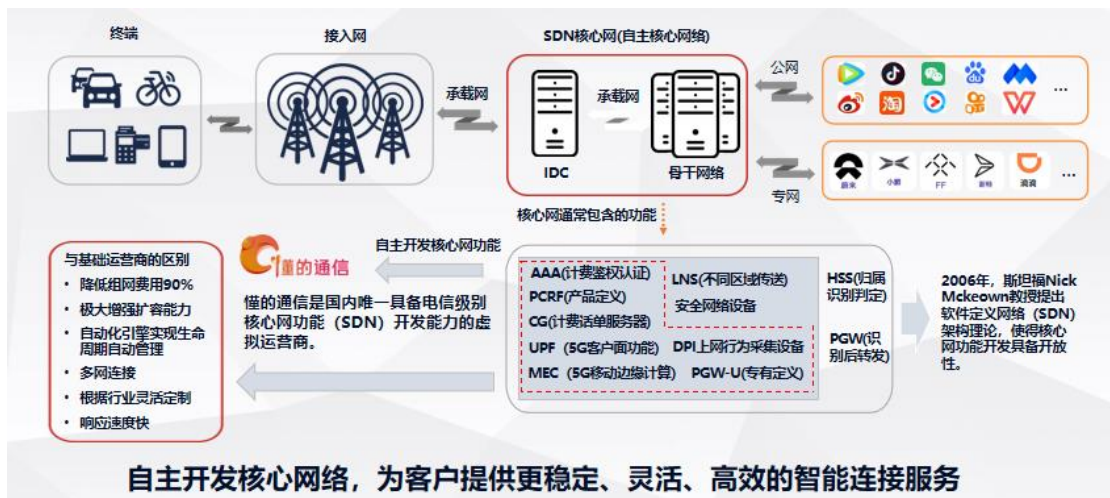 终端
接入网
SDN核心网(自主核心网络)
承载网
承载网
IDC
骨干网络
公网
专网
du
...
蔚来
小鹏
FF
滴滴
...
核心网通常包含的功能
与基础运营商的区别
• 降低组网费用90%
• 极大增强扩容能力
• 自动化引擎实现生命
周期自动管理
• 多网连接
• 根据行业灵活定制
• 响应速度快
懂的通信
自主开发核心网功能
懂的通信是国内唯一具备电信级别
核心网功能（SDN）开发能力的虚
拟运营商。
AAA(计费鉴权认证)
PCRF(产品定义)
CG(计费话单服务器)
UPF（5G客户面功能）
MEC（5G移动边缘计算）
LNS(不同区域传送)
安全网络设备
DPI上网行为采集设备
PGW-U(专有定义)
HSS(归属
识别判定)
PGW(识
别后转发)
2006年，斯坦福Nick
Mckeown教授提出
软件定义网络（SDN）
架构理论，使得核心
网功能开发具备开放
性。
自主开发核心网络，为客户提供更稳定、灵活、高效的智能连接服务